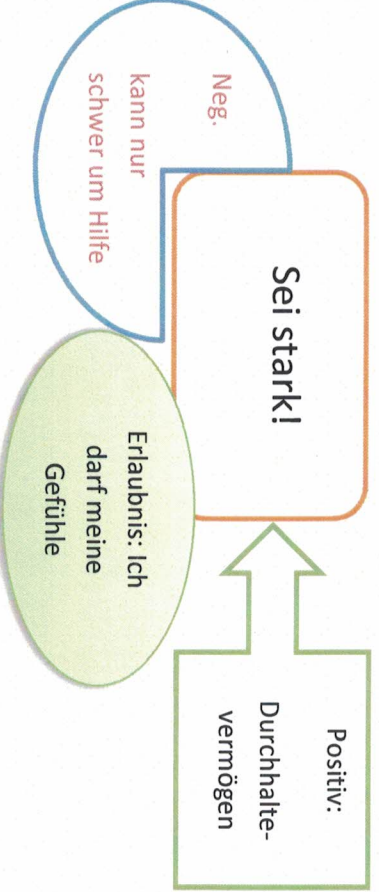 Sei stark!
Neg.
kann nur
schwer um Hilfe
Erlaubnis: Ich
darf meine
Gefühle
Positiv:
Durchhalte-
vermögen